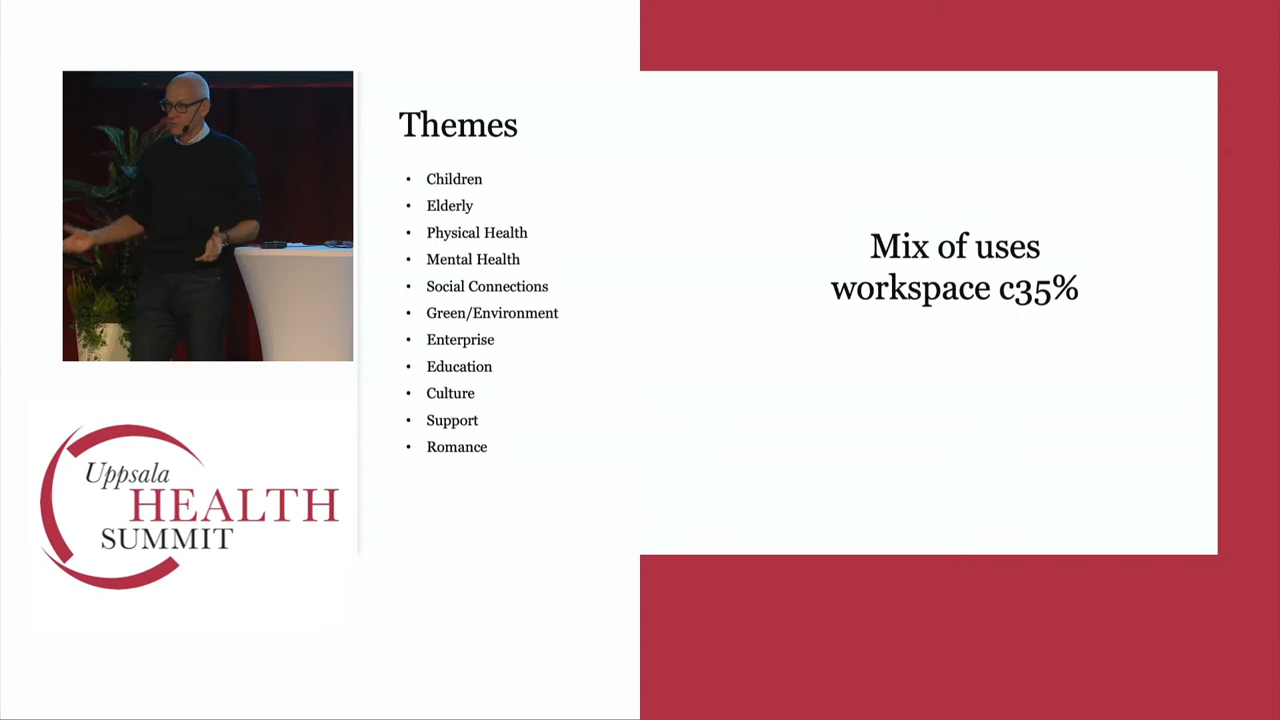 Themes
• Children
• Elderly
• Physical Health
• Mental Health
• Social Connections
• Green/Environment
• Enterprise
• Education
• Culture
• Support
• Romance
Mix of uses
workspace c35%
Uppsala
HEALTH
SUMMIT